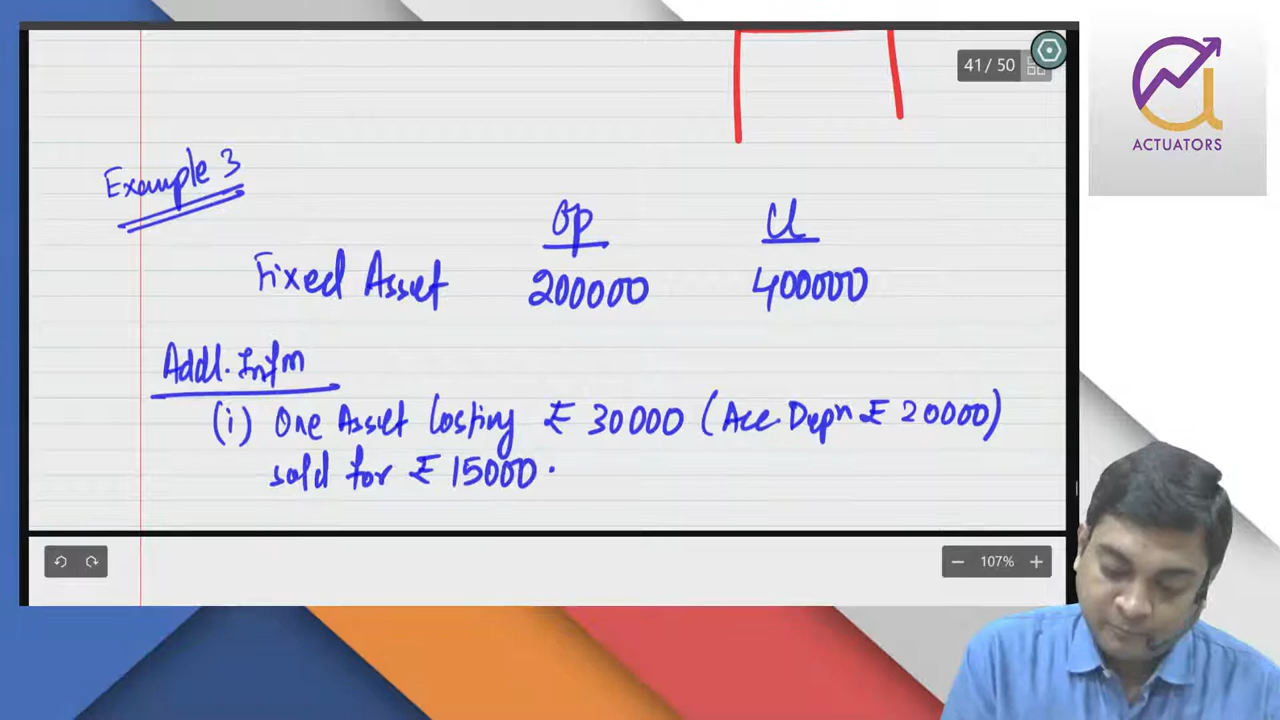 41 / 50
ACTUATORS
Example 3
Op Cl
Fixed Asset 200000 400000
Addl. Infm
(i) One Asset Costing ₹ 30000 (Acc Depn ₹ 20000)
sold for ₹ 15000.
107%